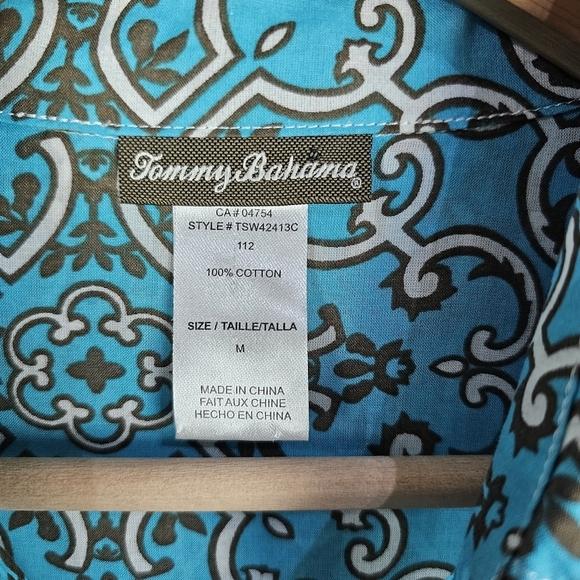 Tommy Bahama®
CA# 04754
STYLE # TSW42413C
112
100% COTTON
SIZE / TAILLE/TALLA
M
MADE IN CHINA
FAIT AUX CHINE
HECHO EN CHINA